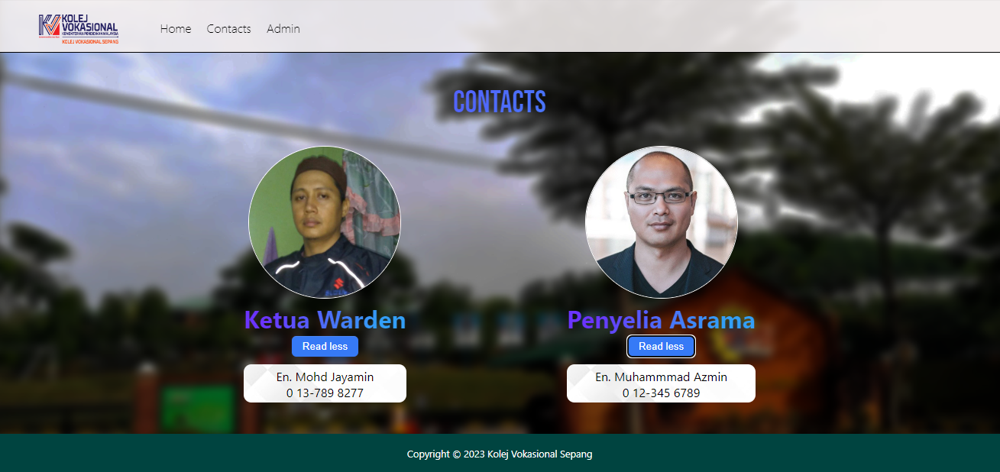 KOLEJ
VOKASIONAL
KEMENTERIAN PENDIDIKAN MALAYSIA
KOLEJ VOKASIONAL SEPANG
Home
Contacts
Admin
CONTACTS
Ketua Warden
Penyelia Asrama
Read less
Read less
En. Mohd Jayamin
0 13-789 8277
En. Muhammmad Azmin
0 12-345 6789
Copyright © 2023 Kolej Vokasional Sepang